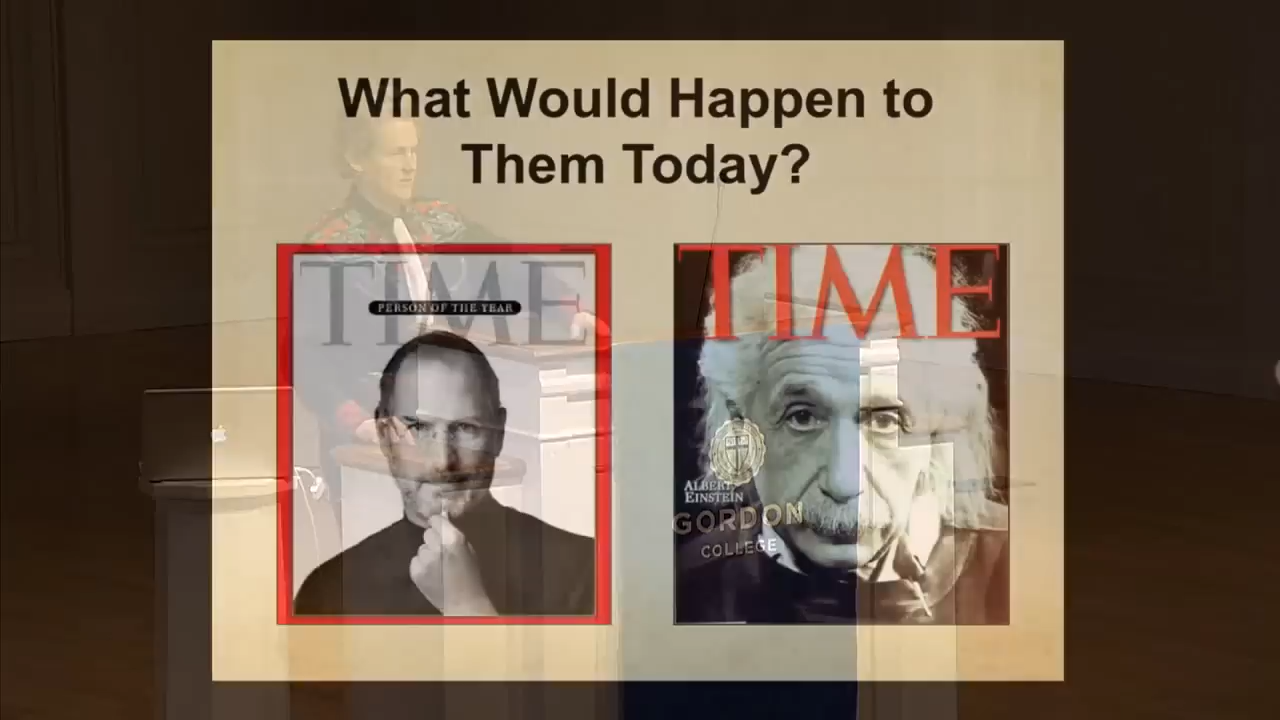 What Would Happen to
Them Today?
TIME
PERSON OF THE YEAR
TIME
ALBERT
EINSTEIN
GORDON
COLLEGE